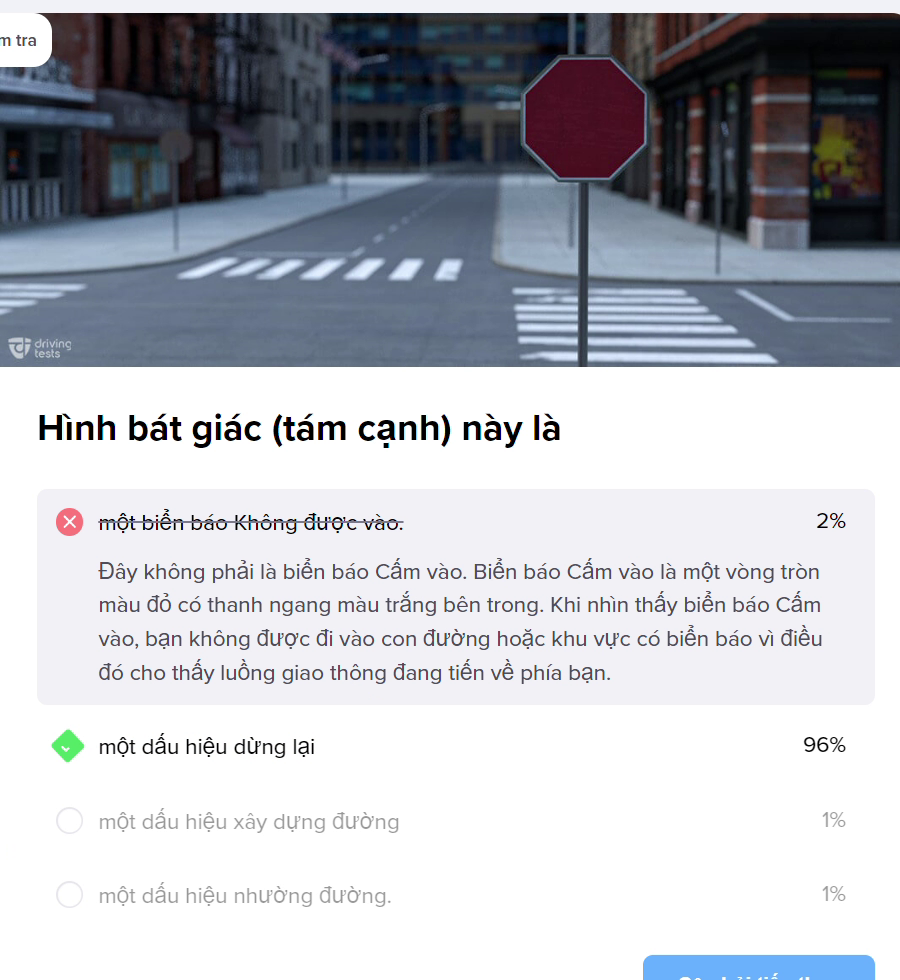 tra
driving
tests
Hình bát giác (tám cạnh) này là
một biển báo Không được vào. 2%
Đây không phải là biển báo Cấm vào. Biển báo Cấm vào là một vòng tròn
màu đỏ có thanh ngang màu trắng bên trong. Khi nhìn thấy biển báo Cấm
vào, bạn không được đi vào con đường hoặc khu vực có biển báo vì điều
đó cho thấy luồng giao thông đang tiến về phía bạn.
một dấu hiệu dừng lại 96%
một dấu hiệu xây dựng đường 1%
một dấu hiệu nhường đường. 1%